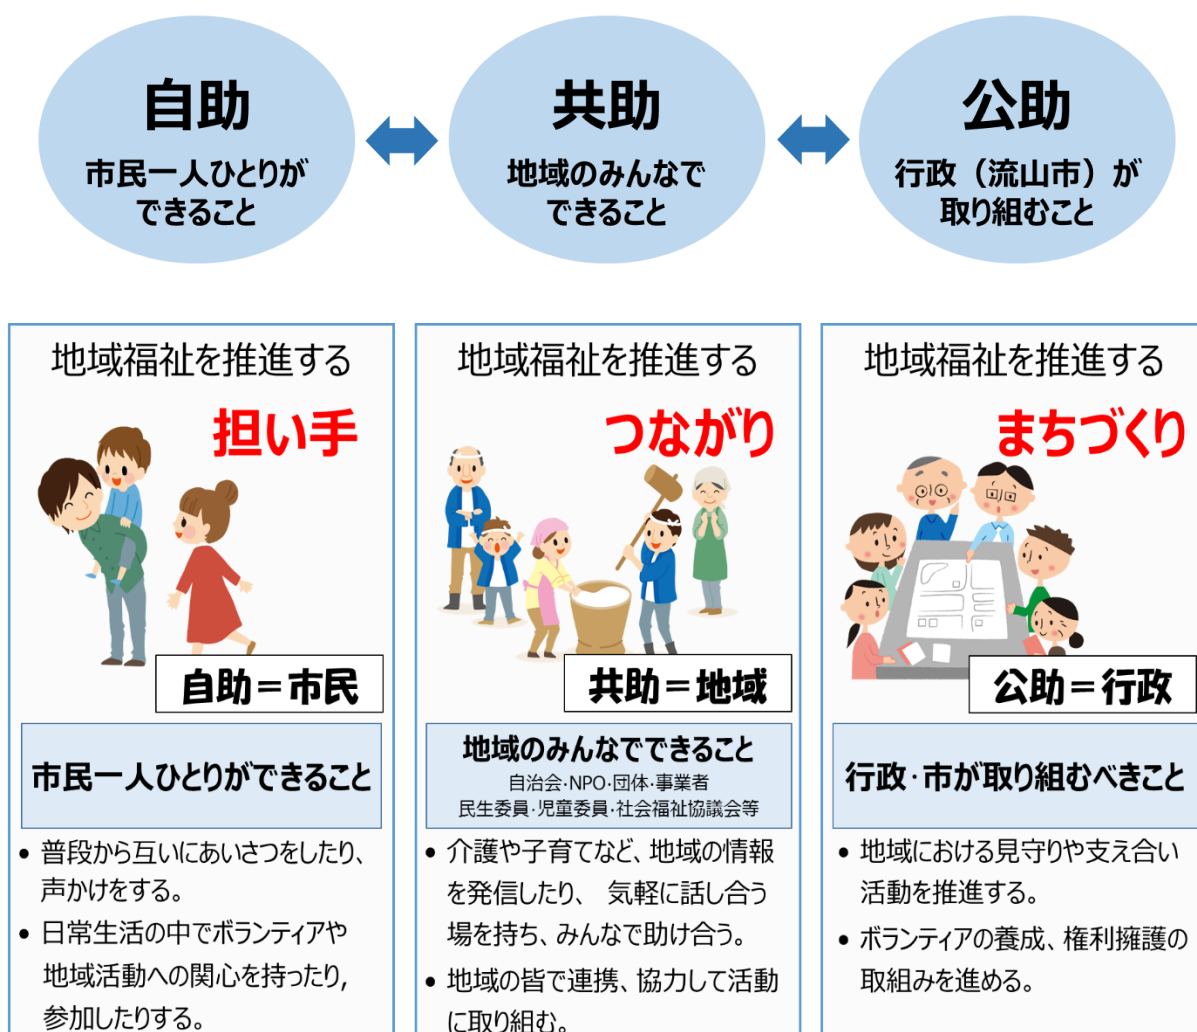 自助
市民一人ひとりが
できること
共助
地域のみんなで
できること
公助
行政（流山市）が
取り組むこと
地域福祉を推進する
担い手
自助＝市民
市民一人ひとりができること
• 普段から互いにあいさつをしたり、
声かけをする。
• 日常生活の中でボランティアや
地域活動への関心を持ったり,
参加したりする。
地域福祉を推進する
つながり
共助＝地域
地域のみんなでできること
自治会･NPO･団体･事業者
民生委員･児童委員･社会福祉協議会等
• 介護や子育てなど、地域の情報
を発信したり、 気軽に話し合う
場を持ち、みんなで助け合う。
• 地域の皆で連携、協力して活動
に取り組む。
地域福祉を推進する
まちづくり
公助＝行政
行政･市が取り組むべきこと
• 地域における見守りや支え合い
活動を推進する。
• ボランティアの養成、権利擁護の
取組みを進める。